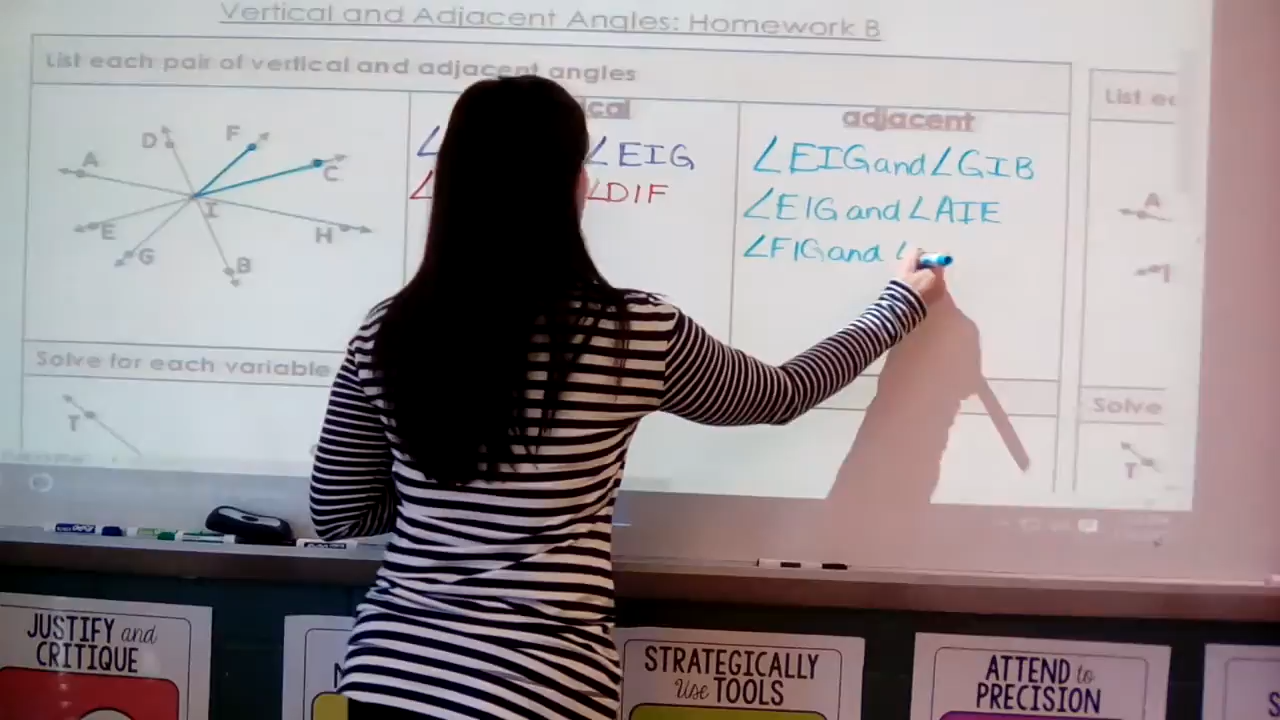 Vertical and Adjacent Angles: Homework B
List each pair of vertical and adjacent angles
∠EIG
∠DIF
adjacent
∠EIG and ∠GIB
∠EIG and ∠AIE
∠FIG and ∠
D
F
A
C
I
E
H
G
B
Solve for each variable
T
List
A
Solve
T
JUSTIFY and
CRITIQUE
STRATEGICALLY
Use TOOLS
ATTEND to
PRECISION